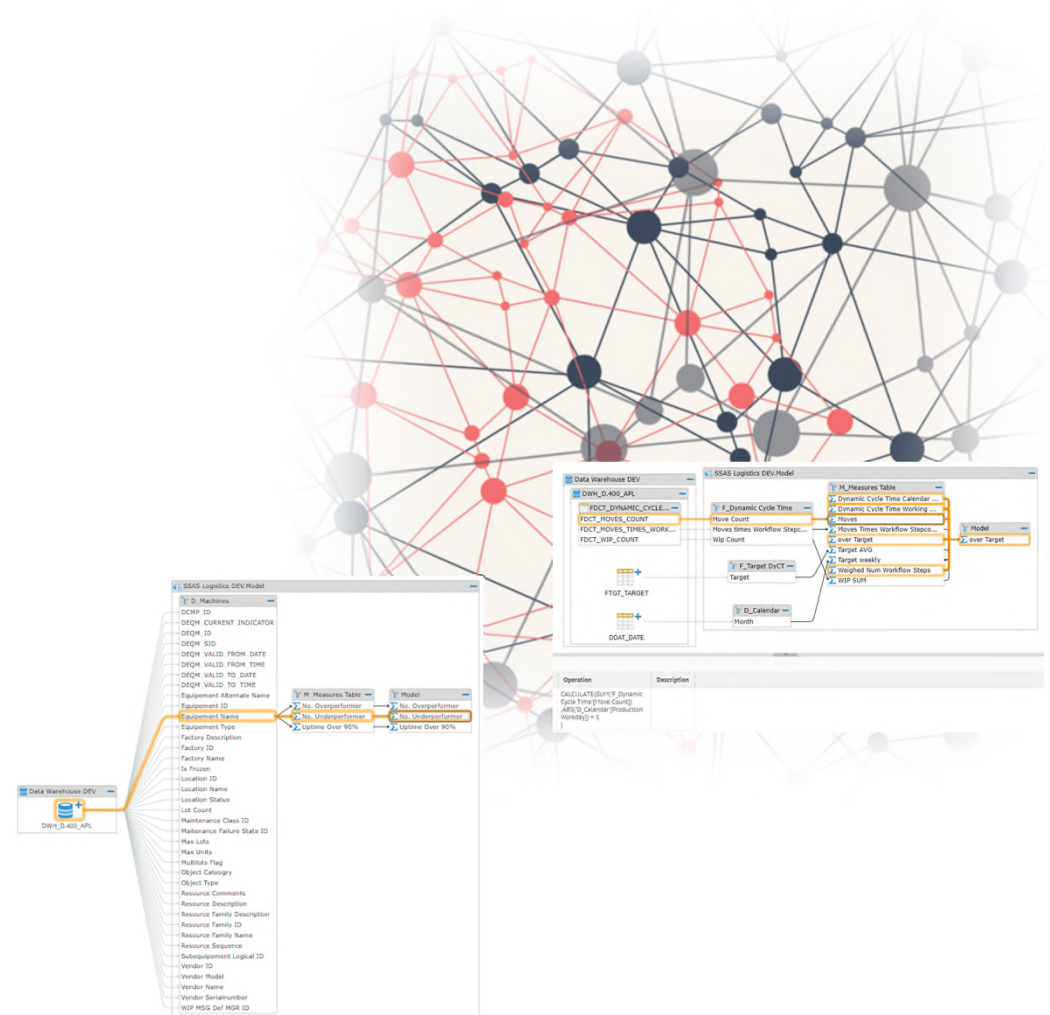 SSAS Logistics DEV.Model
Data Warehouse DEV
DWH_D.400_APL
FDCT_DYNAMIC_CYCLE...
FDCT_MOVES_COUNT
FDCT_MOVES_TIMES_WORK...
FDCT_WIP_COUNT
FTGT_TARGET
DDAT_DATE
F_Dynamic Cycle Time
Move Count
Moves times Workflow Stepc...
Wip Count
F_Target DyCT
Target
D_Calendar
Month
M_Measures Table
Dynamic Cycle Time Calendar ...
Dynamic Cycle Time Working ...
Moves
Moves Times Workflow Stepco...
over Target
Target AVG
Target weekly
Weighed Num Workflow Steps
WIP SUM
Model
over Target
Operation
Description
CALCULATE(SUM('F_Dynamic
Cycle Time'[Move Count])
,ABS('D_Calendar'[Production
Workday]) = 1
)
SSAS Logistics DEV.Model
D_Machines
DCMP_ID
DEQM_CURRENT_INDICATOR
DEQM_ID
DEQM_SID
DEQM_VALID_FROM_DATE
DEQM_VALID_FROM_TIME
DEQM_VALID_TO_DATE
DEQM_VALID_TO_TIME
Equipement Alternate Name
Equipement ID
Equipement Name
Equipement Type
Factory Description
Factory ID
Factory Name
Is Frozen
Location ID
Location Name
Location Status
Lot Count
Maintenance Class ID
Maitenance Failure State ID
Max Lots
Max Units
Multilots Flag
Object Cateogry
Object Type
Resource Comments
Resource Description
Resource Family Description
Resource Family ID
Resource Family Name
Resource Sequence
Subequipement Logical ID
Vendor ID
Vendor Model
Vendor Name
Vendor Serialnumber
WIP MSG Def MGR ID
M_Measures Table
No. Overperformer
No. Underperformer
Uptime Over 90%
Model
No. Overperformer
No. Underperformer
Uptime Over 90%
Data Warehouse DEV
DWH_D.400_APL